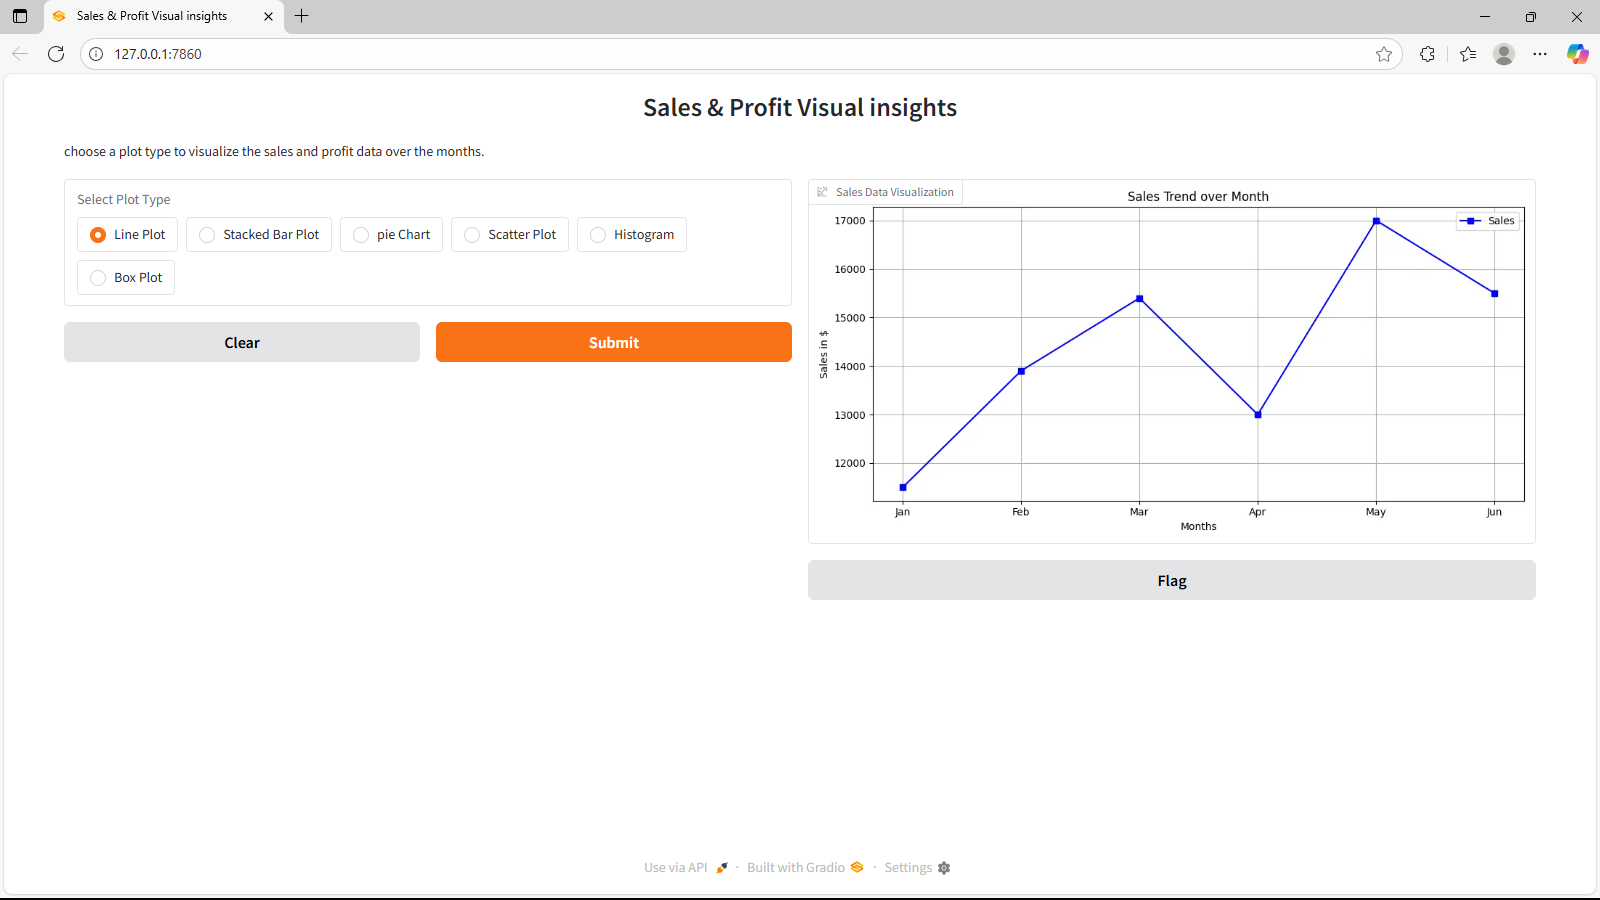 Sales & Profit Visual insights
127.0.0.1:7860
Sales & Profit Visual insights
choose a plot type to visualize the sales and profit data over the months.
Select Plot Type
Line Plot
Stacked Bar Plot
pie Chart
Scatter Plot
Histogram
Box Plot
Clear
Submit
Sales Data Visualization
Sales Trend over Month
Sales
17000
16000
15000
14000
13000
12000
Sales in $
Jan
Feb
Mar
Apr
May
Jun
Months
Flag
Use via API · Built with Gradio · Settings